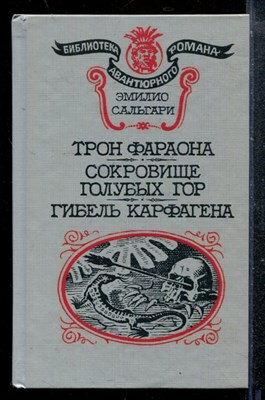 БИБЛИОТЕКА РОМАНА
АВАНТЮРНОГО
ЭМИЛИО
САЛЬГАРИ
ТРОН ФАРАОНА
СОКРОВИЩЕ
ГОЛУБЫХ ГОР
ГИБЕЛЬ КАРФАГЕНА